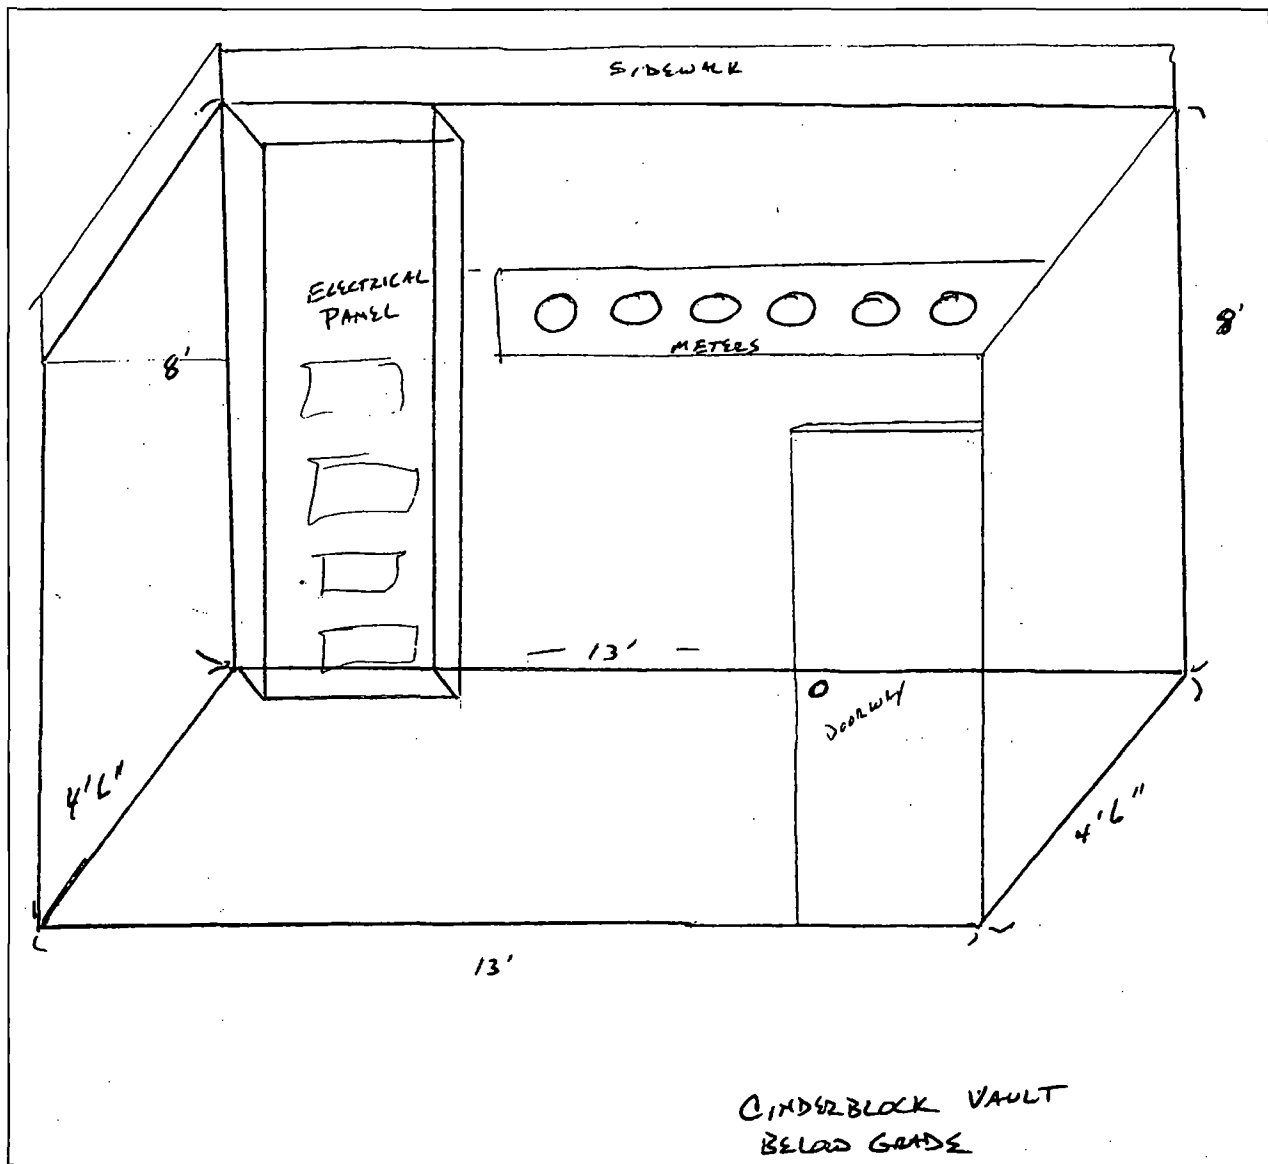 SIDEWALK
ELECTRICAL
PANEL
METERS
8'
8'
— 13' —
DOORWAY
4'6"
4'6"
13'
CINDERBLOCK VAULT
BELOW GRADE